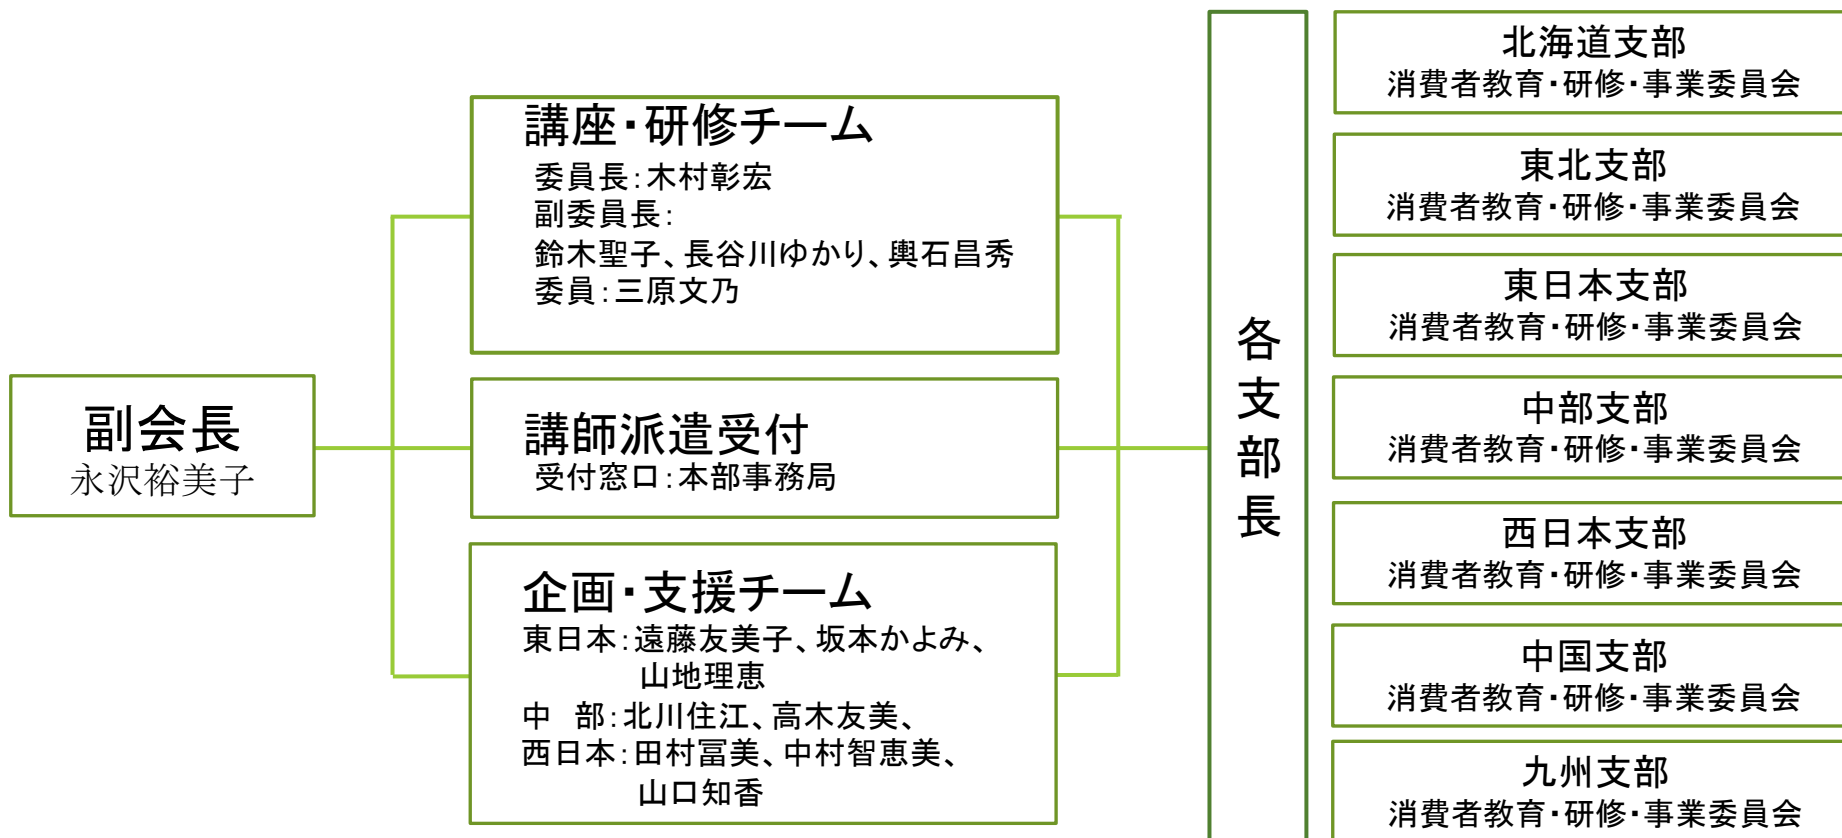 副会長
永沢裕美子
講座・研修チーム
委員長：木村彰宏
副委員長：
鈴木聖子、長谷川ゆかり、輿石昌秀
委員：三原文乃
講師派遣受付
受付窓口：本部事務局
企画・支援チーム
東日本：遠藤友美子、坂本かよみ、
山地理恵
中　部：北川住江、高木友美、
西日本：田村冨美、中村智恵美、
山口知香
各支部長
北海道支部
消費者教育・研修・事業委員会
東北支部
消費者教育・研修・事業委員会
東日本支部
消費者教育・研修・事業委員会
中部支部
消費者教育・研修・事業委員会
西日本支部
消費者教育・研修・事業委員会
中国支部
消費者教育・研修・事業委員会
九州支部
消費者教育・研修・事業委員会